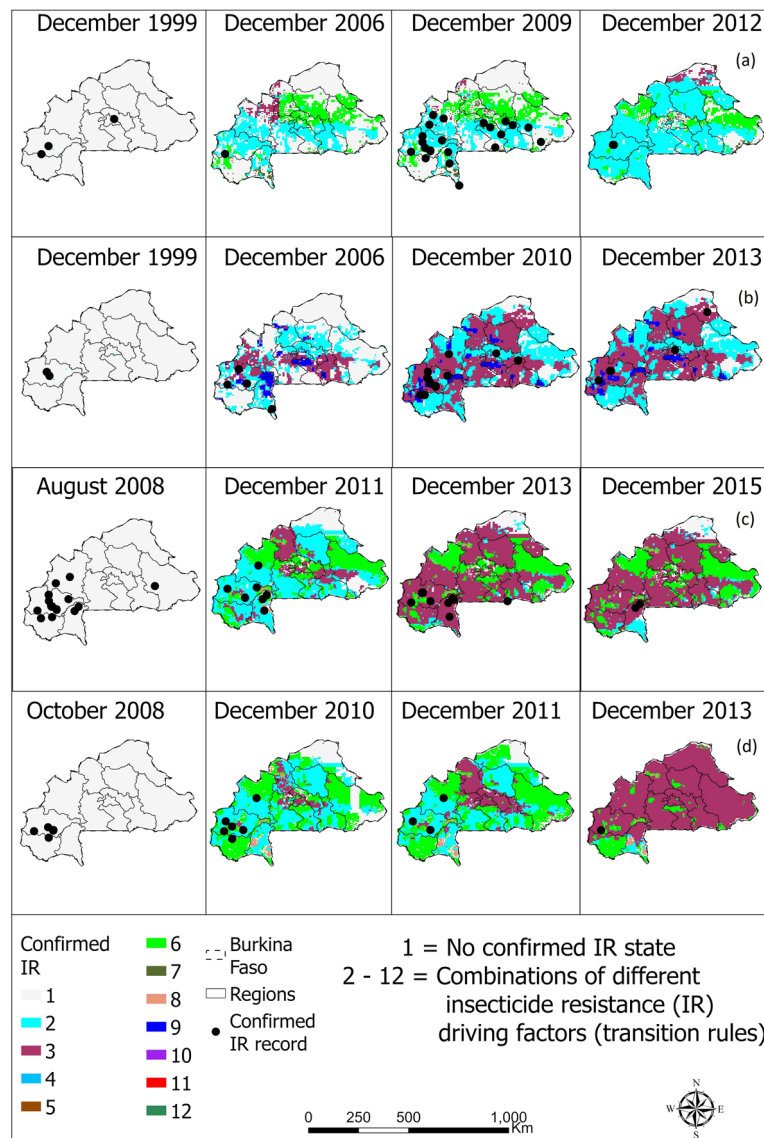 December 1999
December 2006
December 2009
December 2012
(a)
December 1999
December 2006
December 2010
December 2013
(b)
August 2008
December 2011
December 2013
December 2015
(c)
October 2008
December 2010
December 2011
December 2013
(d)
Confirmed
IR
1
2
3
4
5
6
7
8
9
10
11
12
Burkina
Faso
Regions
Confirmed
IR record
1 = No confirmed IR state
2 - 12 = Combinations of different
insecticide resistance (IR)
driving factors (transition rules)
0 250 500 1,000
Km
N
W E
S